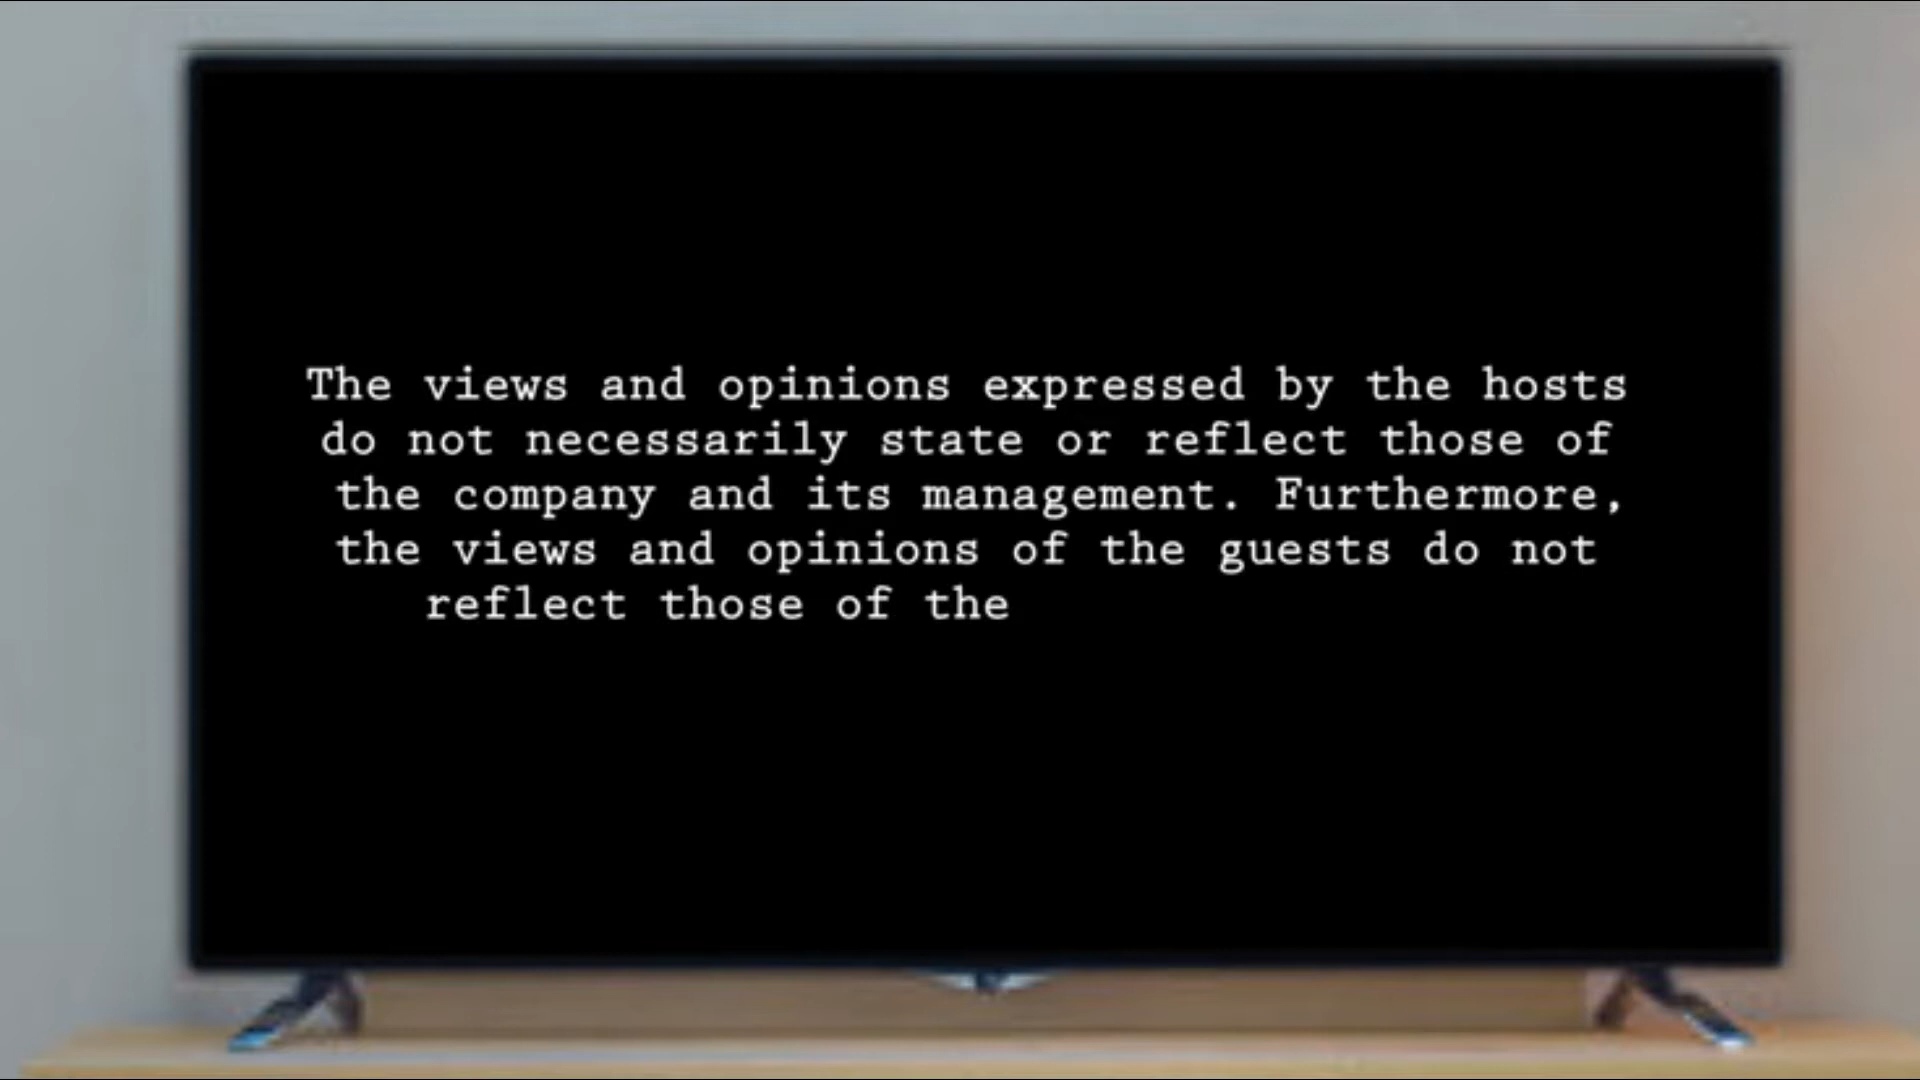 The views and opinions expressed by the hosts
do not necessarily state or reflect those of
the company and its management. Furthermore,
the views and opinions of the guests do not
reflect those of the